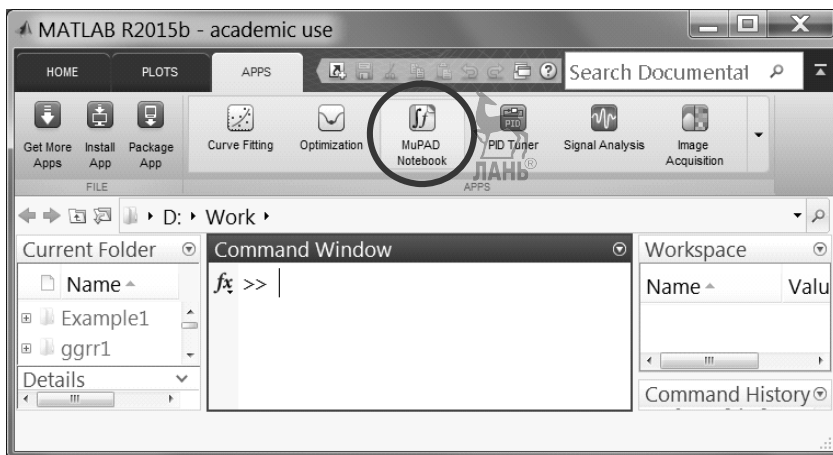 MATLAB R2015b - academic use
HOME PLOTS APPS Search Documentat
Get More Apps
Install App
Package App
Curve Fitting
Optimization
MuPAD Notebook
PID
PID Tuner
Signal Analysis
Image Acquisition
ЛАНЬ®
FILE APPS
D: Work
Current Folder
Name
Example1
ggrr1
Details
Command Window
fx >>
Workspace
Name Valu
Command History